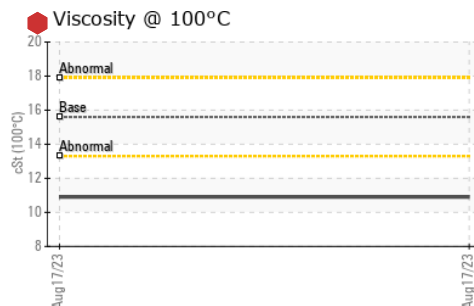 Viscosity @ 100°C
20
18
16
14
12
10
8
cSt (100°C)
Abnormal
Base
Abnormal
Aug17/23
Aug17/23